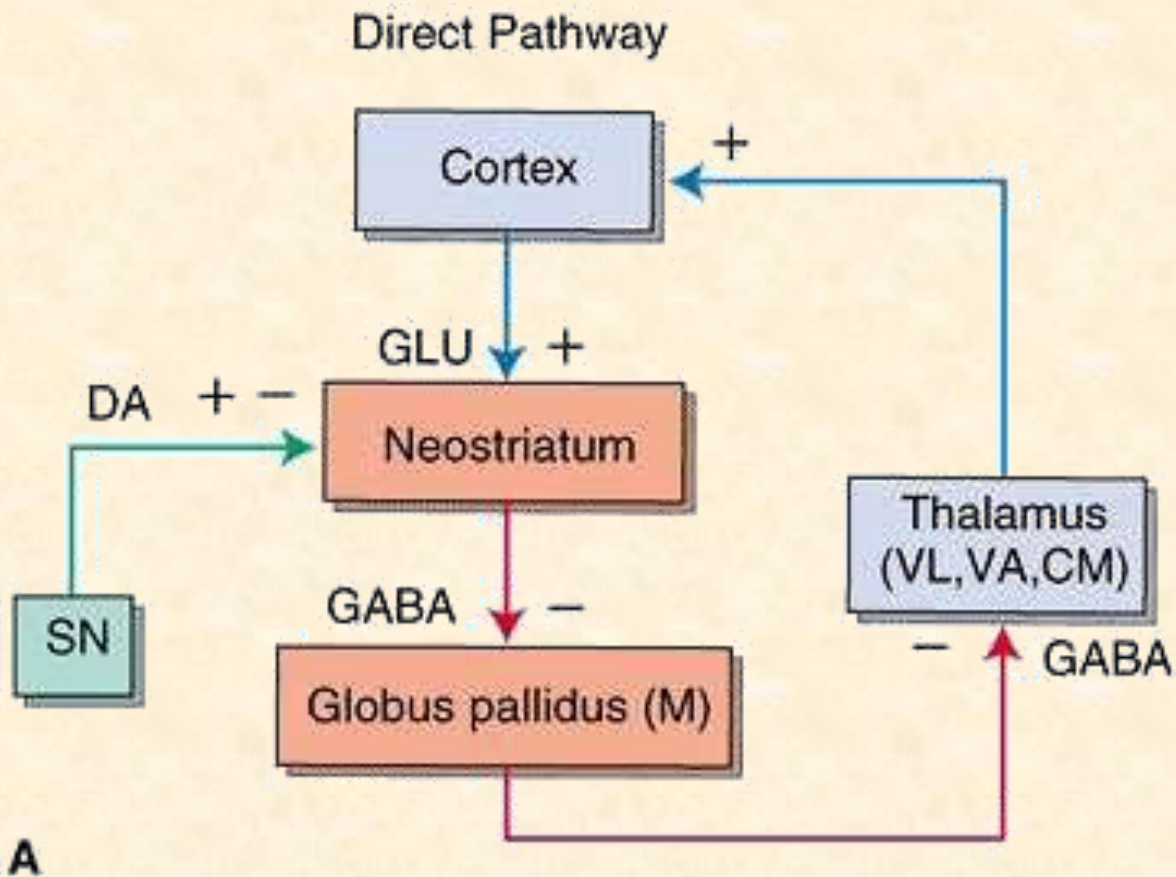 Direct Pathway
Cortex
+
GLU +
DA + −
Neostriatum
Thalamus
(VL,VA,CM)
SN
GABA −
− GABA
Globus pallidus (M)
A